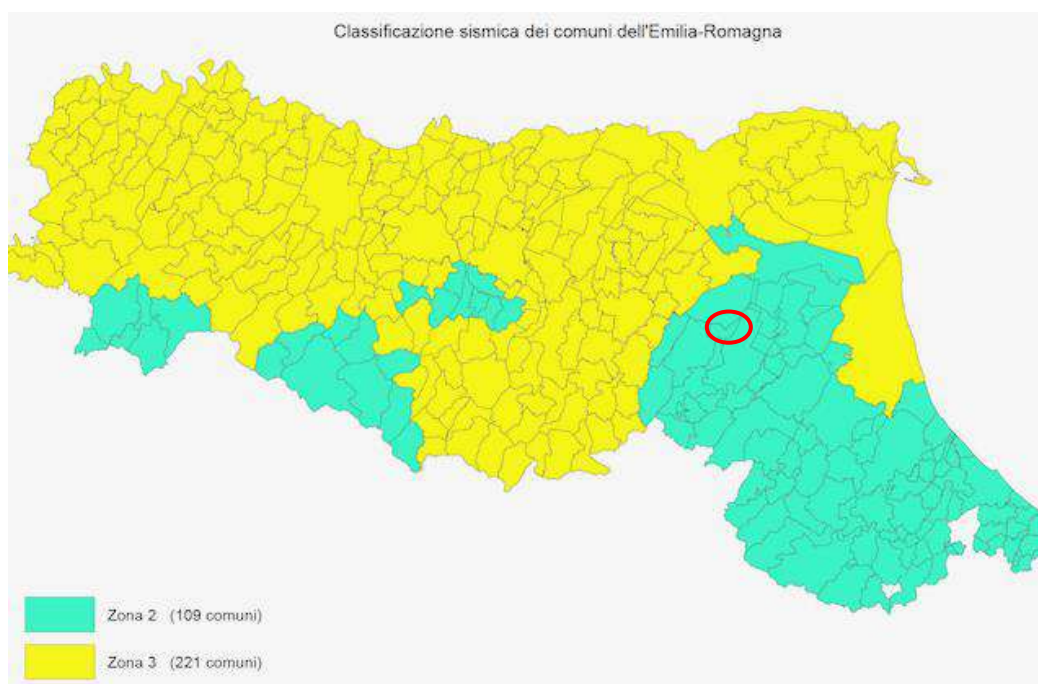 Classificazione sismica dei comuni dell'Emilia-Romagna
Zona 2 (109 comuni)
Zona 3 (221 comuni)